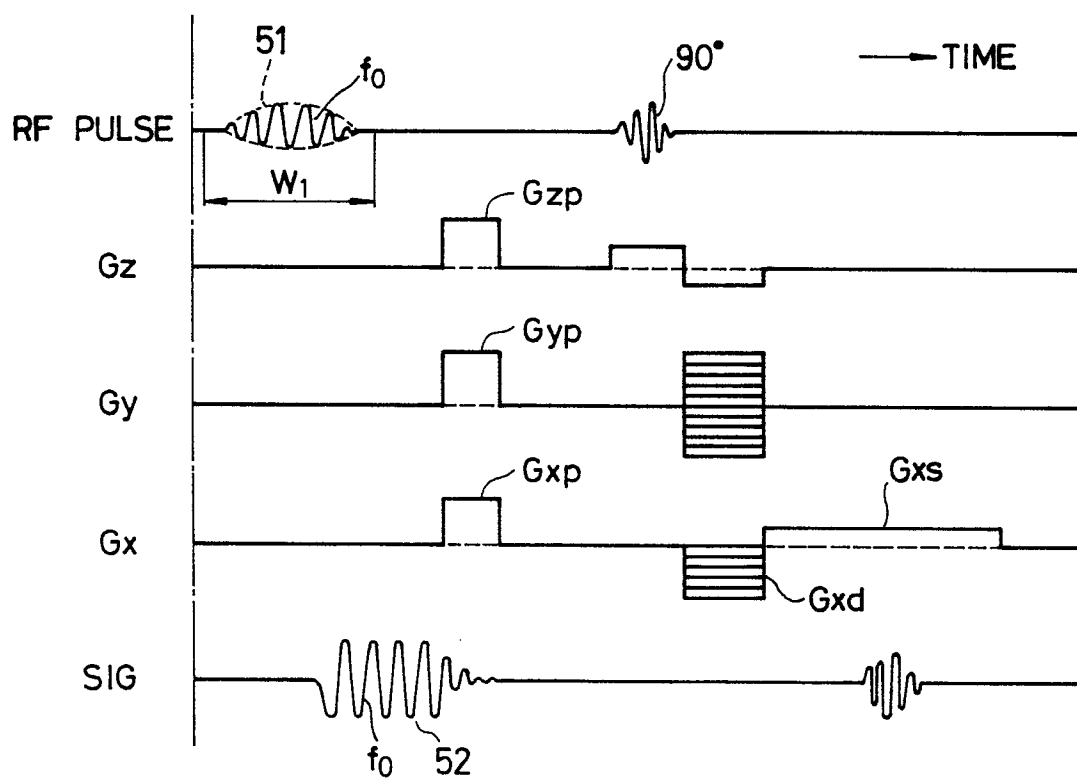 51
f0
90°
TIME
RF PULSE
W1
Gzp
Gz
Gyp
Gy
Gxp
Gxs
Gx
Gxd
SIG
f0
52